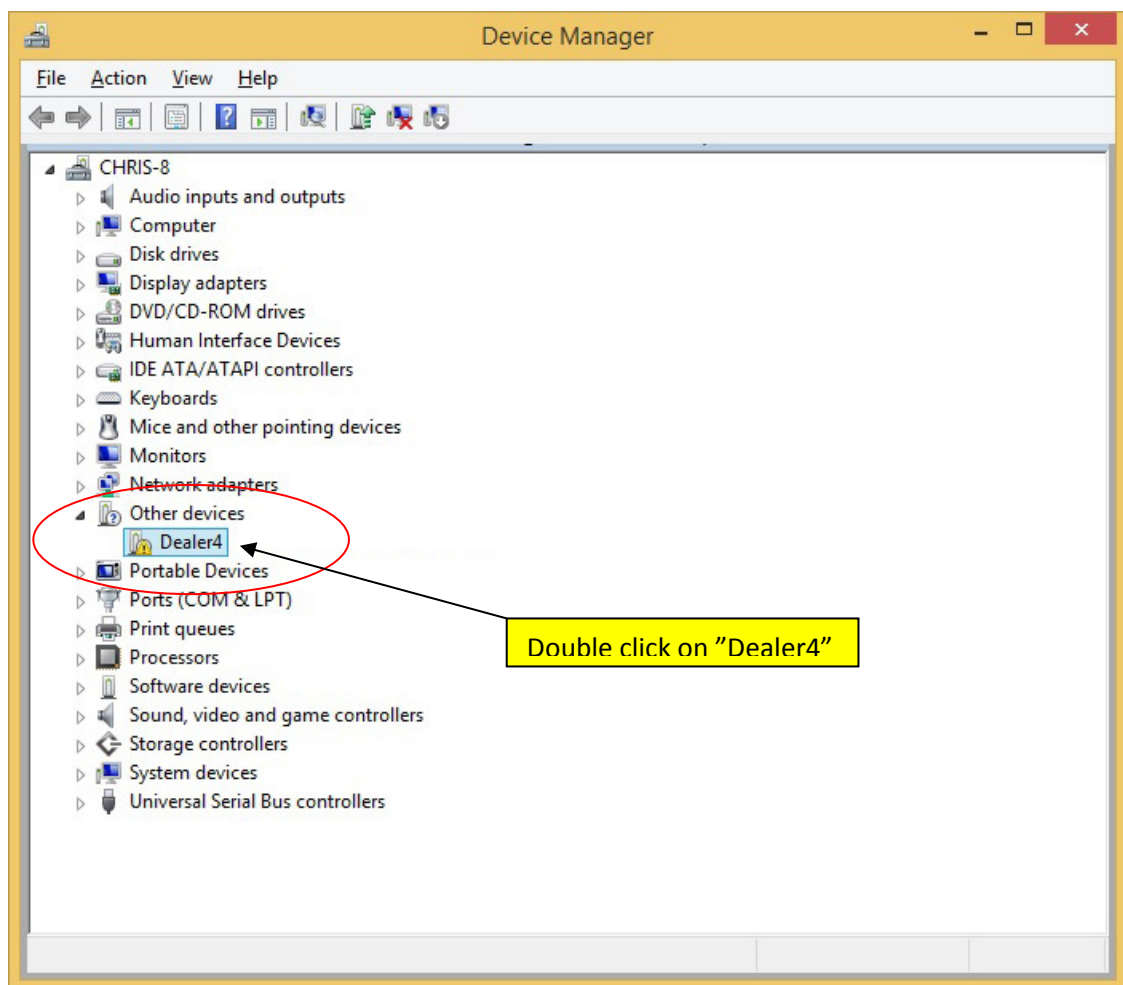 Device Manager
File Action View Help
CHRIS-8
Audio inputs and outputs
Computer
Disk drives
Display adapters
DVD/CD-ROM drives
Human Interface Devices
IDE ATA/ATAPI controllers
Keyboards
Mice and other pointing devices
Monitors
Network adapters
Other devices
Dealer4
Portable Devices
Ports (COM & LPT)
Print queues
Double click on ”Dealer4”
Processors
Software devices
Sound, video and game controllers
Storage controllers
System devices
Universal Serial Bus controllers